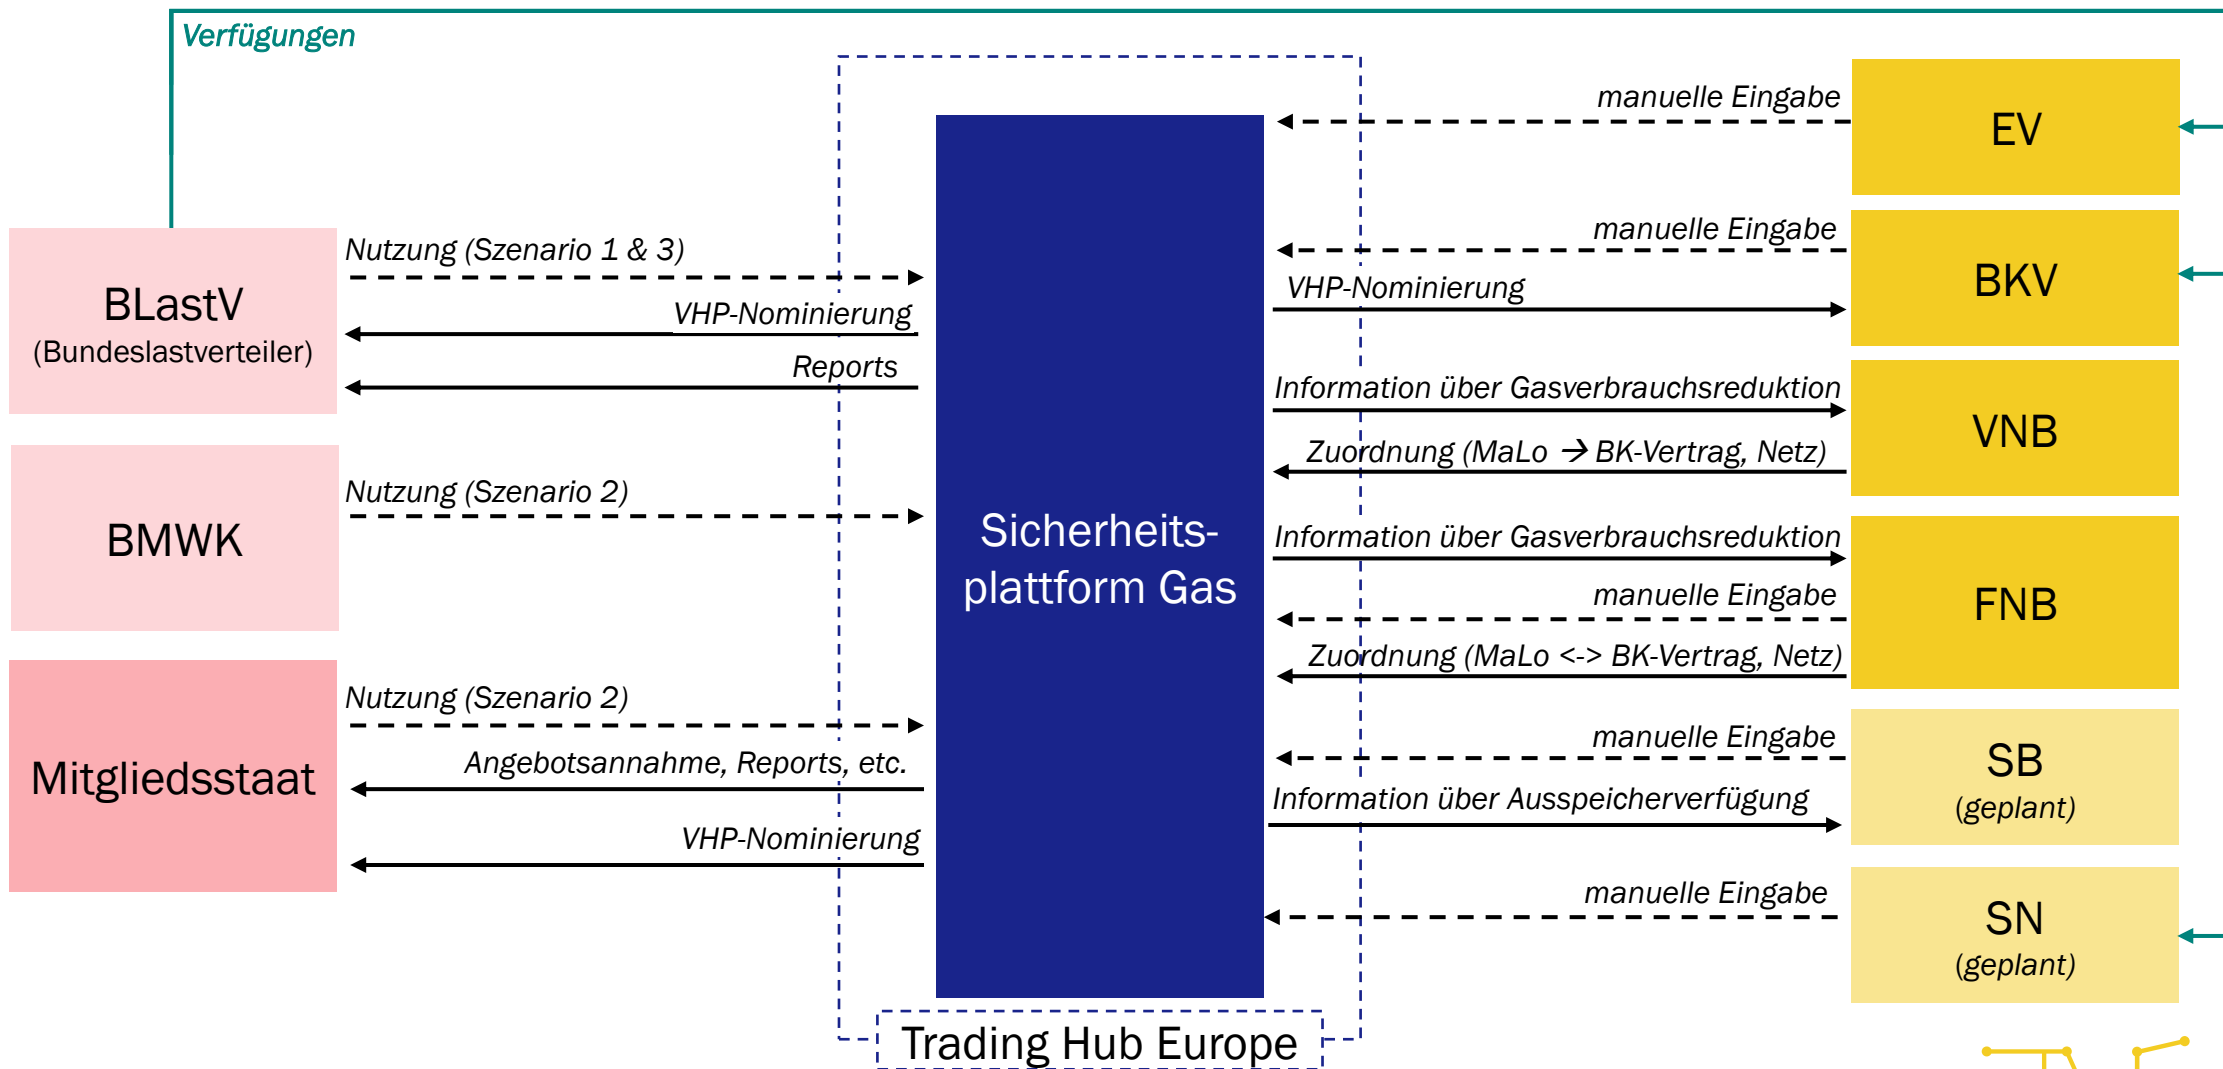 Verfügungen
BLastV
(Bundeslastverteiler)
BMWK
Mitgliedsstaat
Nutzung (Szenario 1 & 3)
VHP-Nominierung
Reports
Nutzung (Szenario 2)
Nutzung (Szenario 2)
Angebotsannahme, Reports, etc.
VHP-Nominierung
Sicherheits-
plattform Gas
Trading Hub Europe
manuelle Eingabe
manuelle Eingabe
VHP-Nominierung
Information über Gasverbrauchsreduktion
Zuordnung (MaLo → BK-Vertrag, Netz)
Information über Gasverbrauchsreduktion
manuelle Eingabe
Zuordnung (MaLo <-> BK-Vertrag, Netz)
manuelle Eingabe
Information über Ausspeicherverfügung
manuelle Eingabe
EV
BKV
VNB
FNB
SB
(geplant)
SN
(geplant)